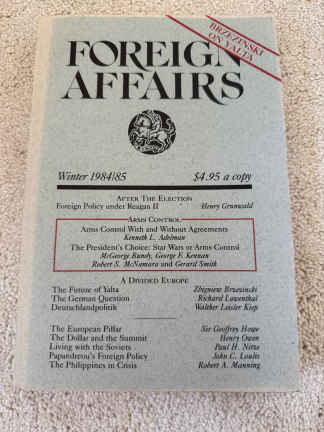 BRZEZINSKI
ON YALTA
FOREIGN
AFFAIRS
Winter 1984/85 $4.95 a copy
AFTER THE ELECTION
Foreign Policy under Reagan II Henry Grunwald
ARMS CONTROL
Arms Control With and Without Agreements
Kenneth L. Adelman
The President's Choice: Star Wars or Arms Control
McGeorge Bundy, George F. Kennan
Robert S. McNamara and Gerard Smith
A DIVIDED EUROPE
The Future of Yalta Zbigniew Brzezinski
The German Question Richard Lowenthal
Deutschlandpolitik Walther Leisler Kiep
The European Pillar Sir Geoffrey Howe
The Dollar and the Summit Henry Owen
Living with the Soviets Paul H. Nitze
Papandreou's Foreign Policy John C. Loulis
The Philippines in Crisis Robert A. Manning